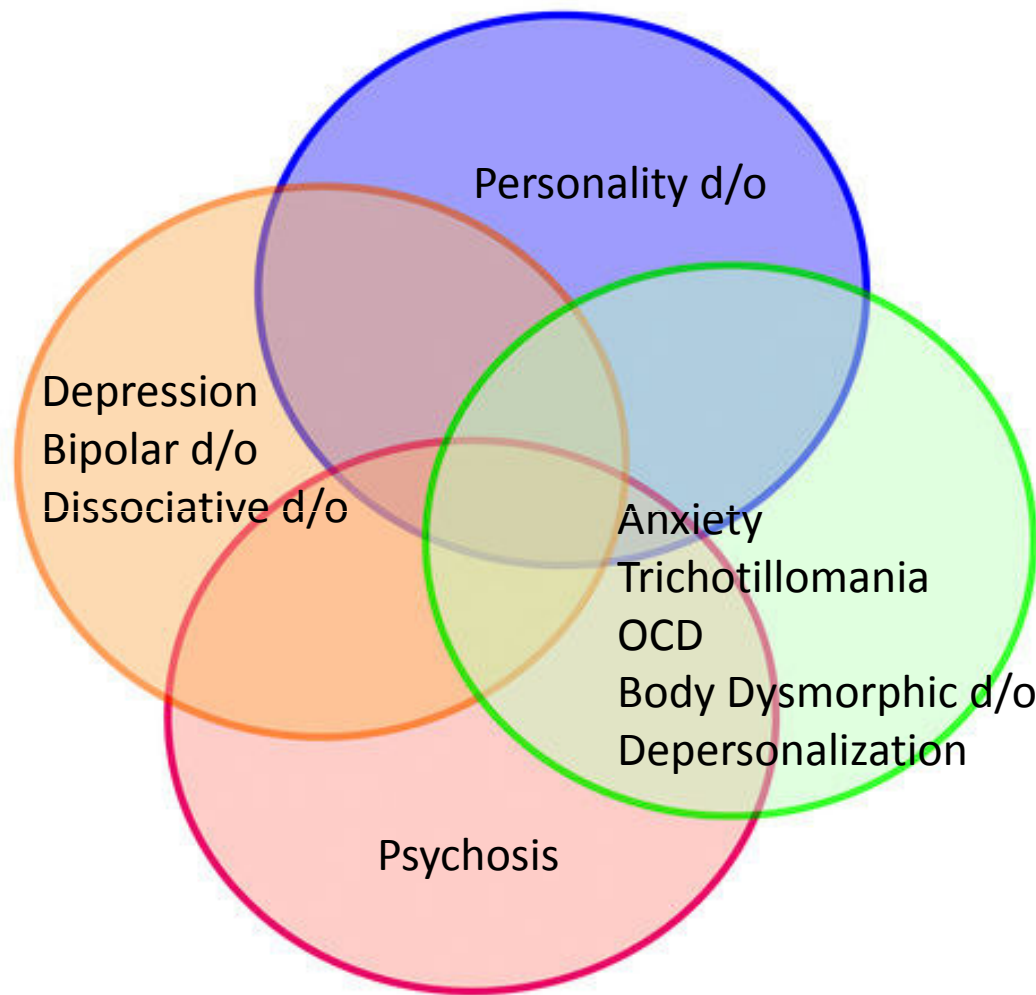 Personality d/o
Depression
Bipolar d/o
Dissociative d/o
Anxiety
Trichotillomania
OCD
Body Dysmorphic d/o
Depersonalization
Psychosis